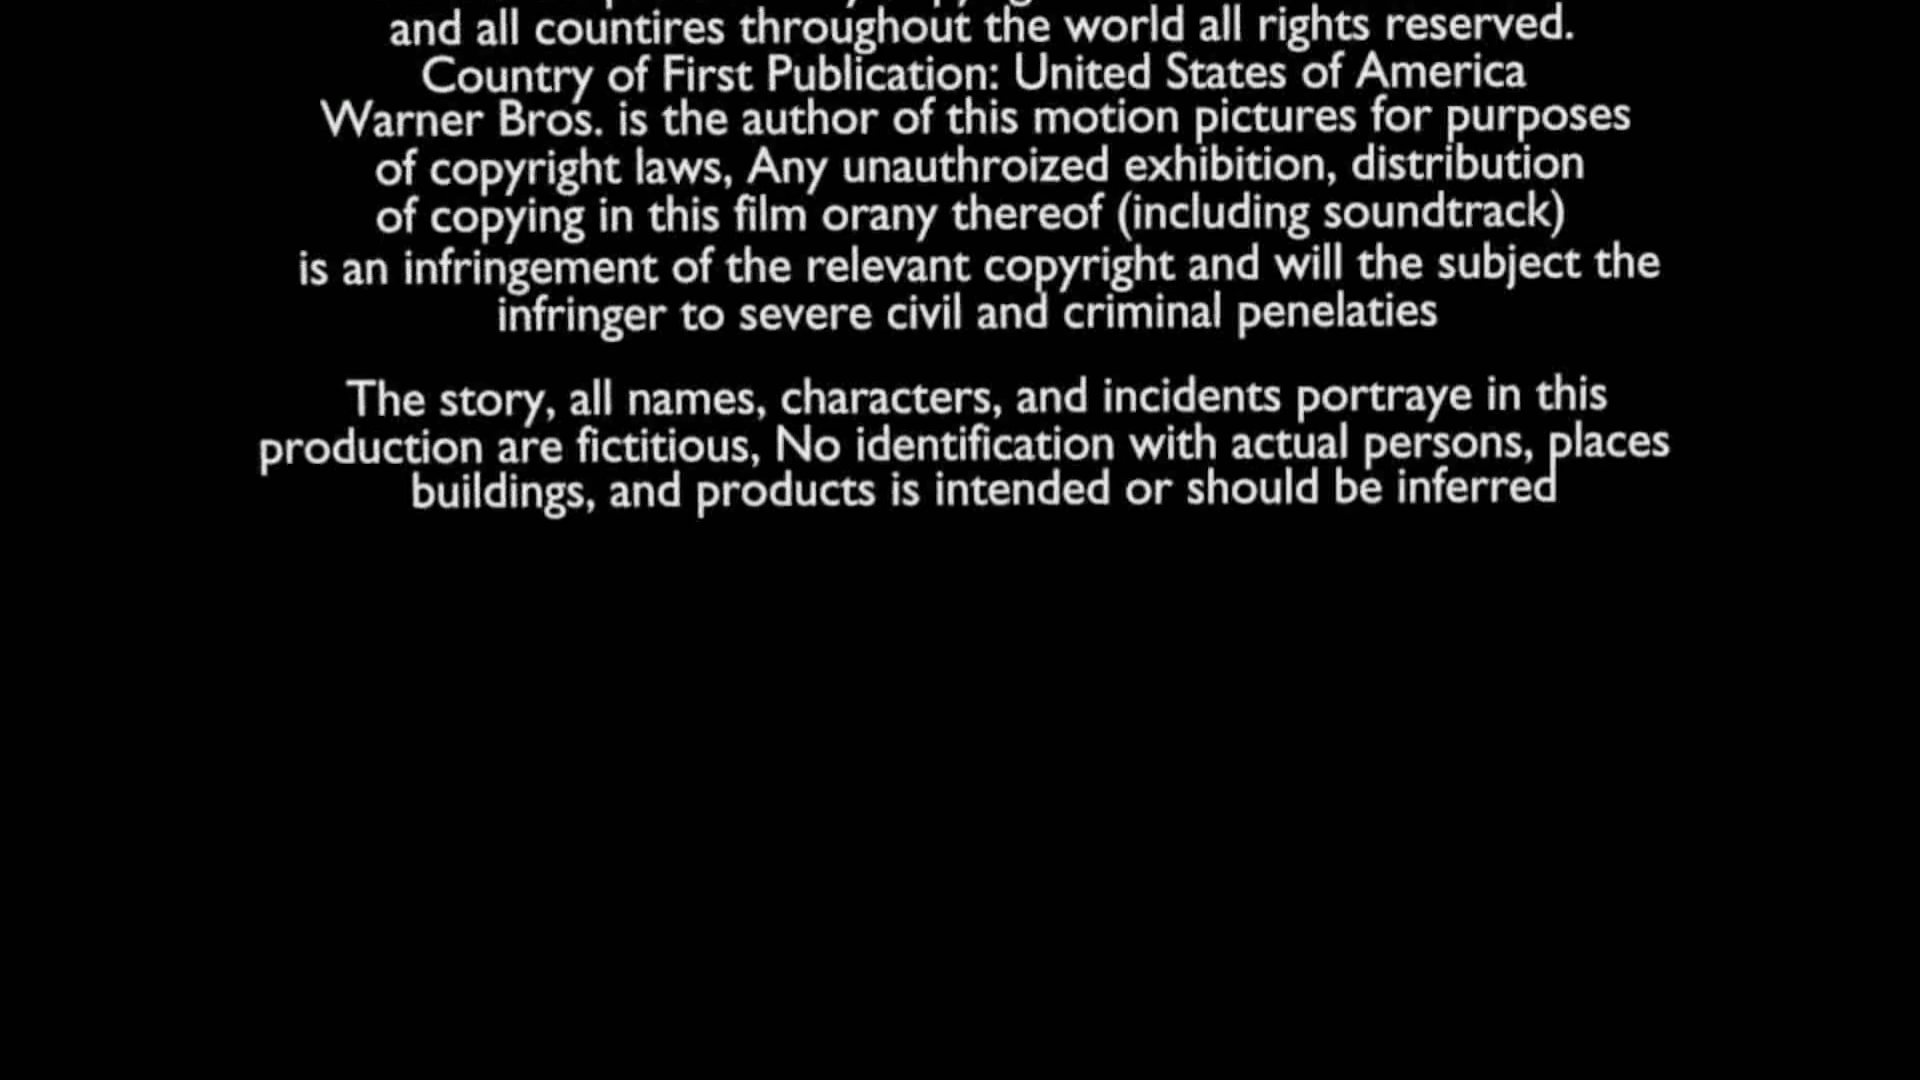 and all countires throughout the world all rights reserved.
Country of First Publication: United States of America
Warner Bros. is the author of this motion pictures for purposes
of copyright laws, Any unauthroized exhibition, distribution
of copying in this film orany thereof (including soundtrack)
is an infringement of the relevant copyright and will the subject the
infringer to severe civil and criminal penelaties
The story, all names, characters, and incidents portraye in this
production are fictitious, No identification with actual persons, places
buildings, and products is intended or should be inferred